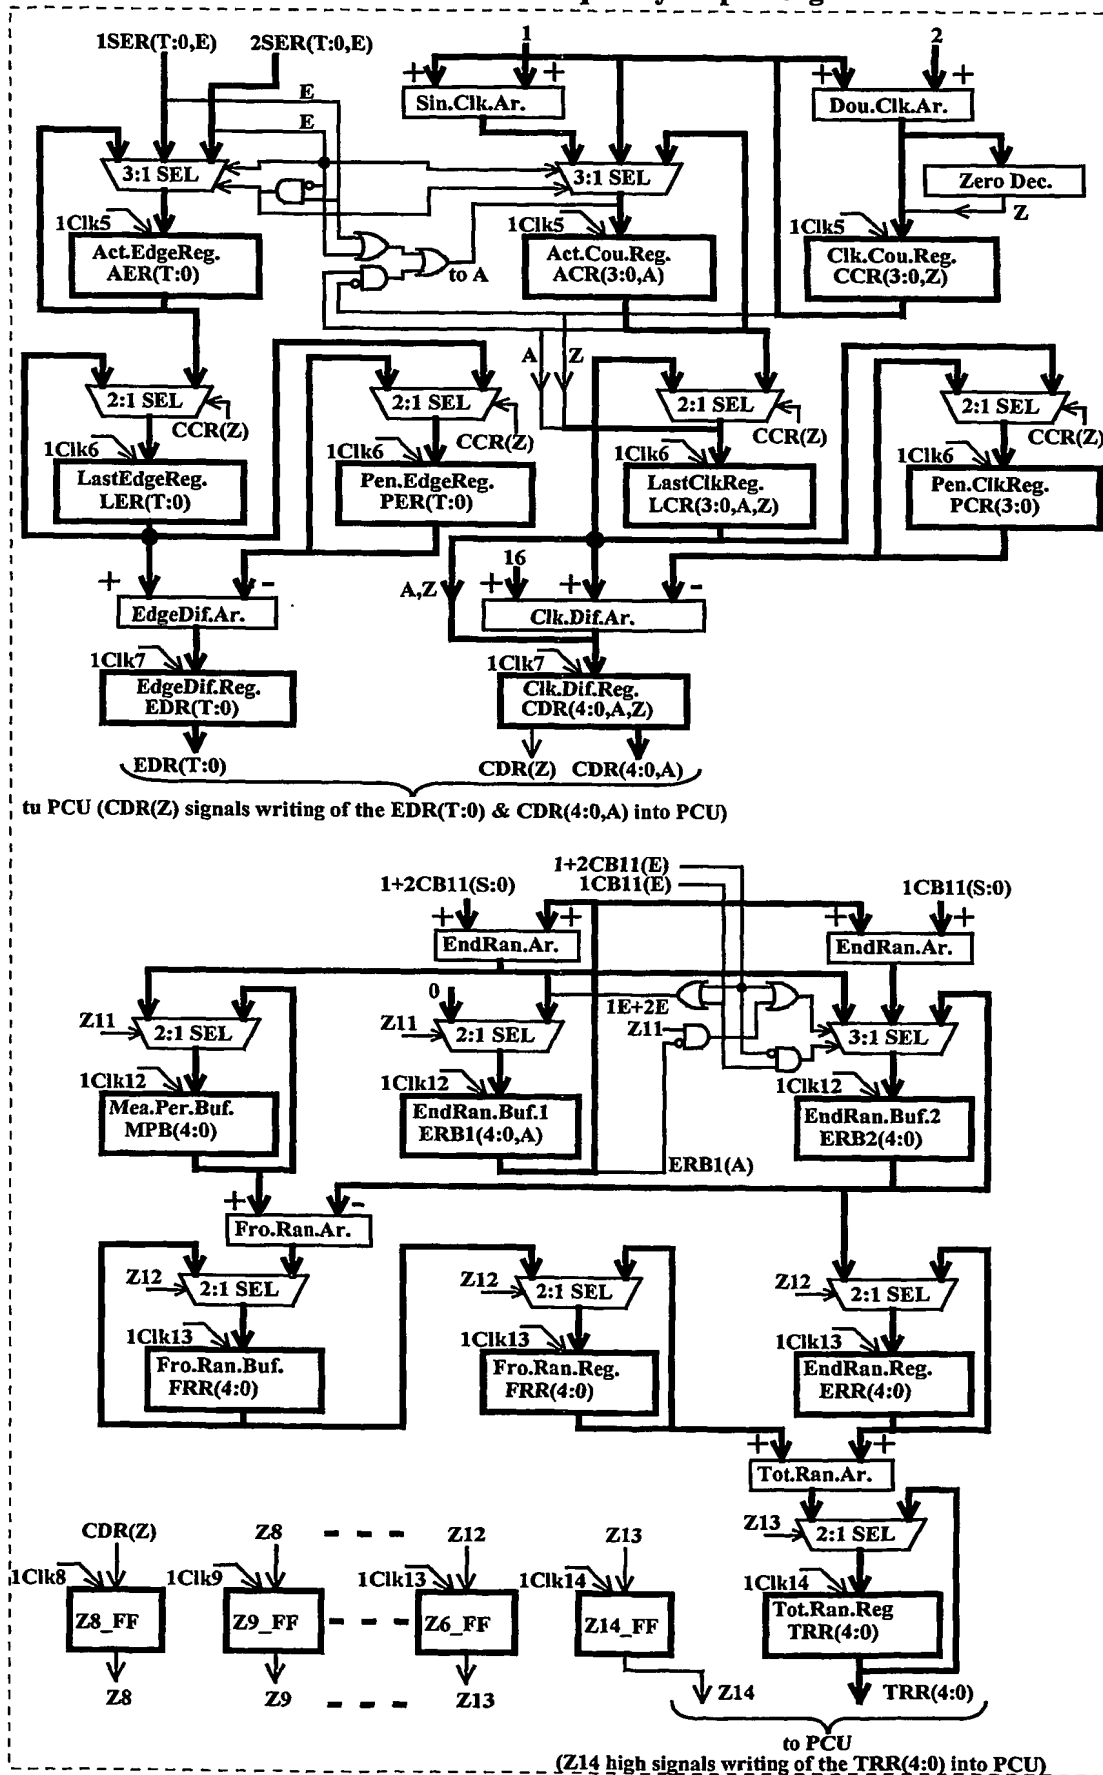 1SER(T:0,E) 2SER(T:0,E) 1 2
+ + + +
Sin.Clk.Ar. Dou.Clk.Ar.
E
E
3:1 SEL 3:1 SEL Zero Dec.
Z
1Clk5 1Clk5 1Clk5
Act.EdgeReg. Act.Cou.Reg. Clk.Cou.Reg.
AER(T:0) to A ACR(3:0,A) CCR(3:0,Z)
A Z
2:1 SEL 2:1 SEL 2:1 SEL 2:1 SEL
CCR(Z) CCR(Z) CCR(Z) CCR(Z)
1Clk6 1Clk6 1Clk6 1Clk6
LastEdgeReg. Pen.EdgeReg. LastClkReg. Pen.ClkReg.
LER(T:0) PER(T:0) LCR(3:0,A,Z) PCR(3:0)
16
+ - A,Z + + -
EdgeDif.Ar. Clk.Dif.Ar.
1Clk7 1Clk7
EdgeDif.Reg. Clk.Dif.Reg.
EDR(T:0) CDR(4:0,A,Z)
EDR(T:0) CDR(Z) CDR(4:0,A)
tu PCU (CDR(Z) signals writing of the EDR(T:0) & CDR(4:0,A) into PCU)
1+2CB11(E)
1+2CB11(S:0) 1CB11(E) 1CB11(S:0)
+ + + +
EndRan.Ar. EndRan.Ar.
0 1E+2E
Z11 2:1 SEL Z11 2:1 SEL Z11 3:1 SEL
1Clk12 1Clk12 1Clk12
Mea.Per.Buf. EndRan.Buf.1 EndRan.Buf.2
MPB(4:0) ERB1(4:0,A) ERB2(4:0)
ERB1(A)
+ -
Fro.Ran.Ar.
Z12 2:1 SEL Z12 2:1 SEL Z12 2:1 SEL
1Clk13 1Clk13 1Clk13
Fro.Ran.Buf. Fro.Ran.Reg. EndRan.Reg.
FRR(4:0) FRR(4:0) ERR(4:0)
+ +
Tot.Ran.Ar.
CDR(Z) Z8 - - - Z12 Z13 Z13 2:1 SEL
1Clk8 1Clk9 1Clk13 1Clk14 1Clk14
Z8_FF Z9_FF - - - Z6_FF Z14_FF Tot.Ran.Reg
TRR(4:0)
Z8 Z9 - - - Z13 Z14 TRR(4:0)
to PCU
(Z14 high signals writing of the TRR(4:0) into PCU)